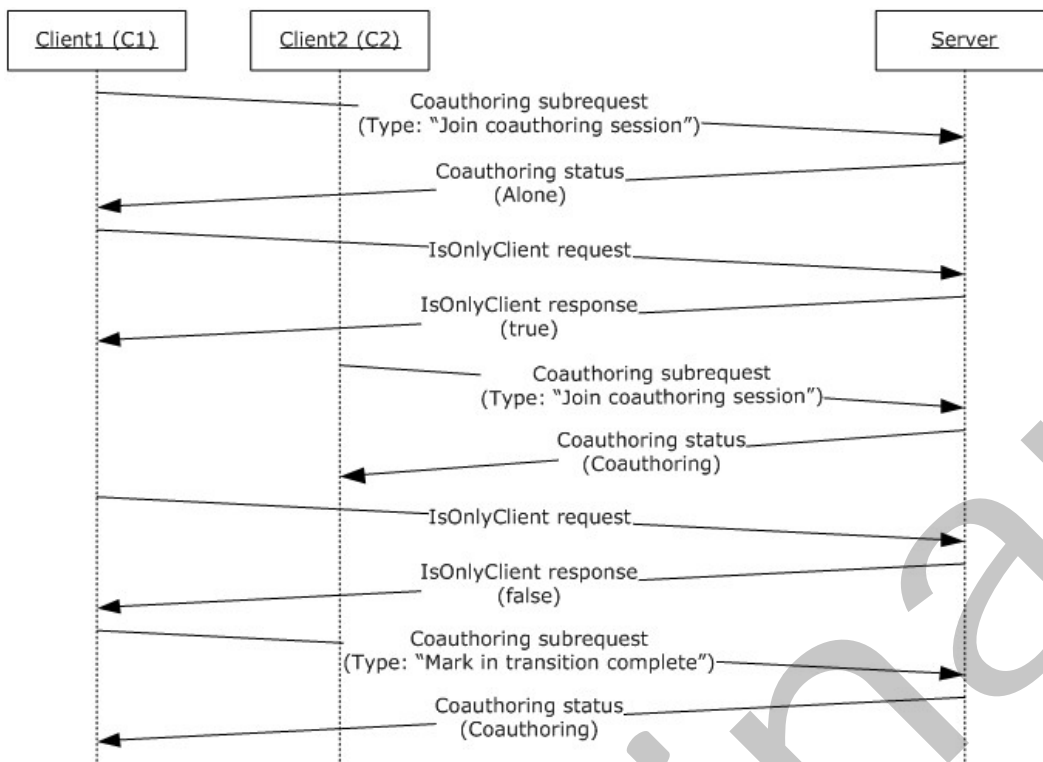 Client1 (C1)
Client2 (C2)
Server
Coauthoring subrequest
(Type: “Join coauthoring session”)
Coauthoring status
(Alone)
IsOnlyClient request
IsOnlyClient response
(true)
Coauthoring subrequest
(Type: “Join coauthoring session”)
Coauthoring status
(Coauthoring)
IsOnlyClient request
IsOnlyClient response
(false)
Coauthoring subrequest
(Type: “Mark in transition complete”)
Coauthoring status
(Coauthoring)